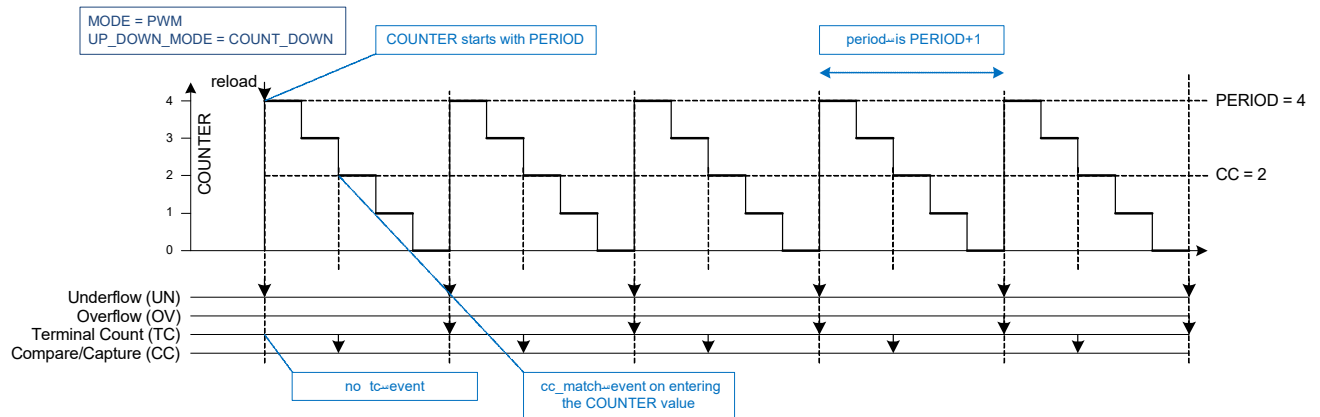 MODE = PWM
UP_DOWN_MODE = COUNT_DOWN
COUNTER starts with PERIOD
period is PERIOD+1
reload
4
3
2
1
0
COUNTER
PERIOD = 4
CC = 2
Underflow (UN)
Overflow (OV)
Terminal Count (TC)
Compare/Capture (CC)
no tc event
cc_match event on entering
the COUNTER value